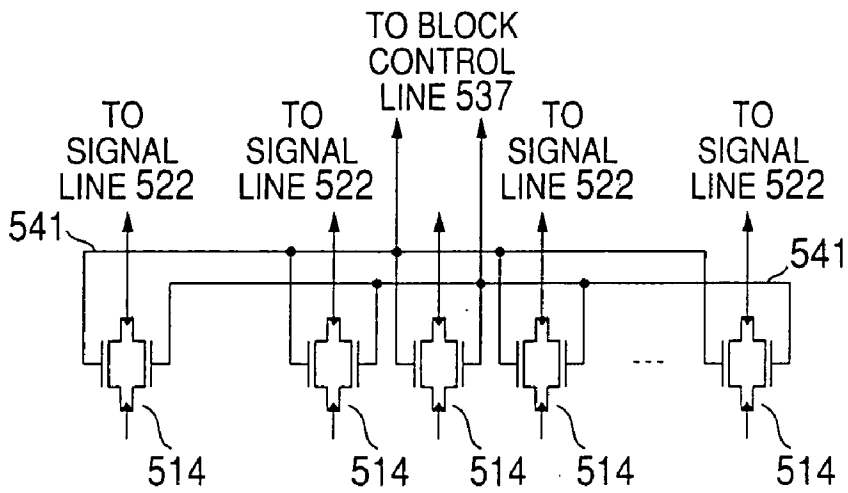 TO BLOCK
CONTROL
LINE 537
TO
SIGNAL
LINE 522
TO
SIGNAL
LINE 522
TO
SIGNAL
LINE 522
TO
SIGNAL
LINE 522
541
541
514
514
514
514
514